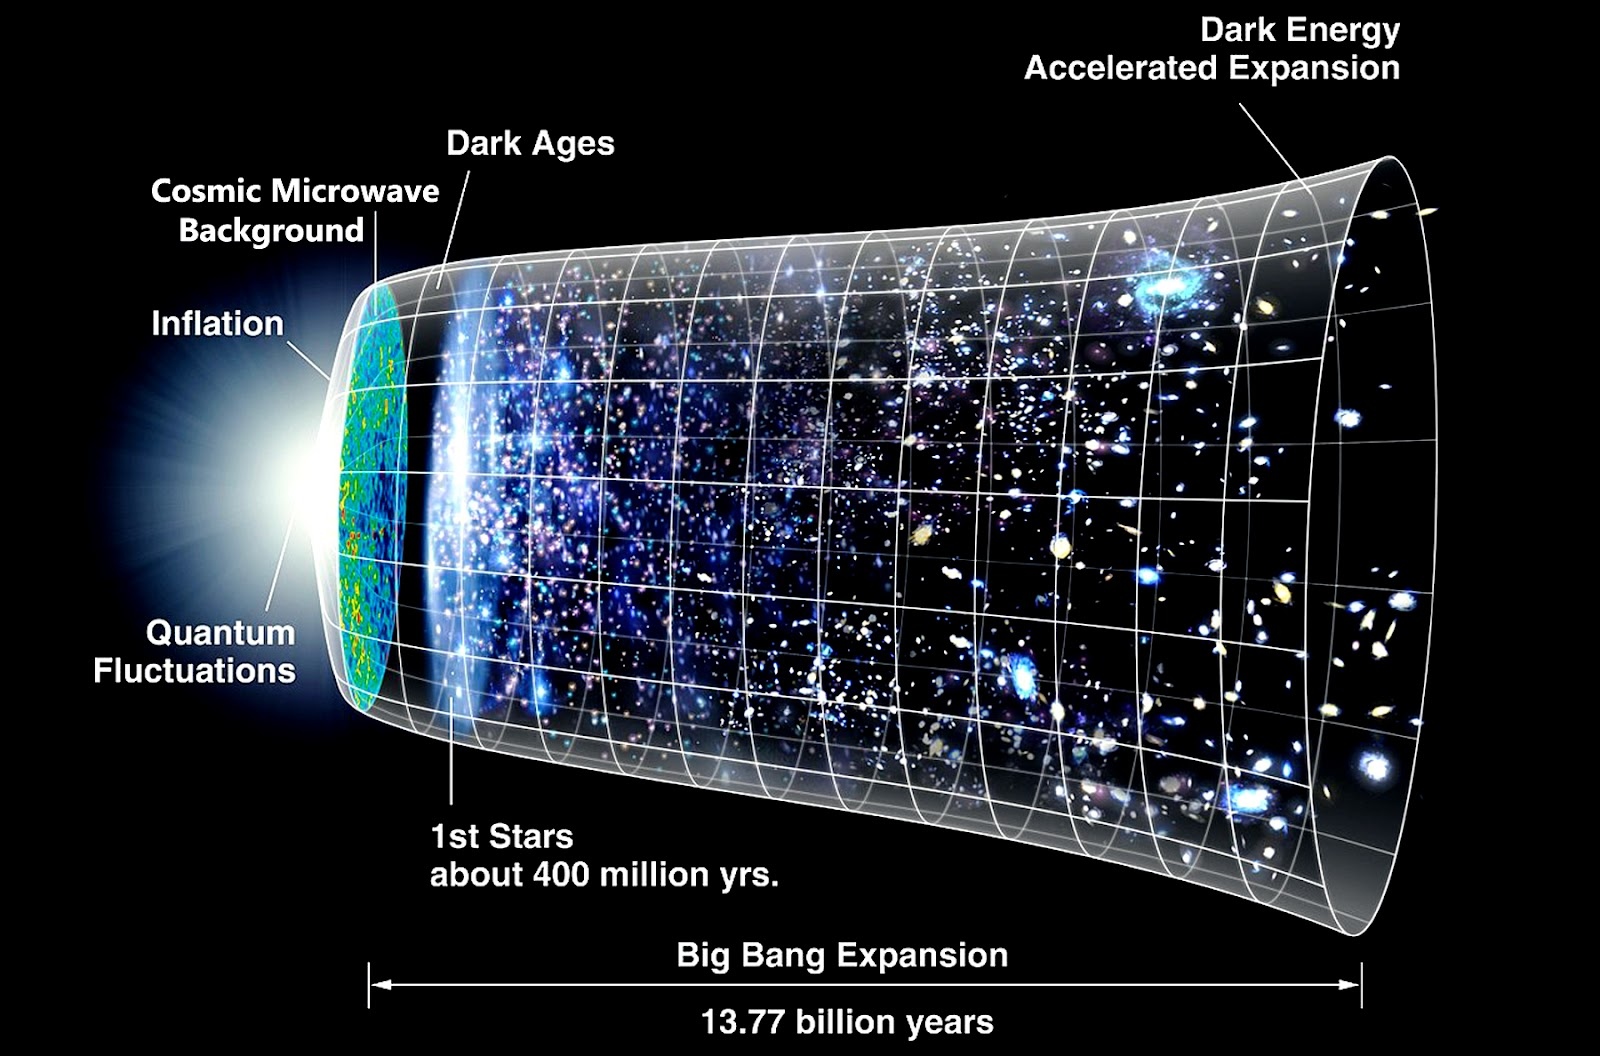 Dark Energy
Accelerated Expansion
Dark Ages
Cosmic Microwave
Background
Inflation
Quantum
Fluctuations
1st Stars
about 400 million yrs.
Big Bang Expansion
13.77 billion years